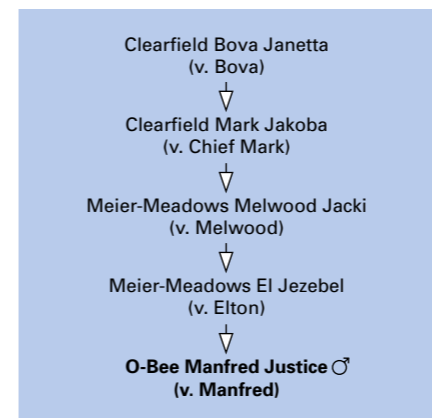 Clearfield Bova Janetta
(v. Bova)
Clearfield Mark Jakoba
(v. Chief Mark)
Meier-Meadows Melwood Jacki
(v. Melwood)
Meier-Meadows El Jezebel
(v. Elton)
O-Bee Manfred Justice ♂
(v. Manfred)